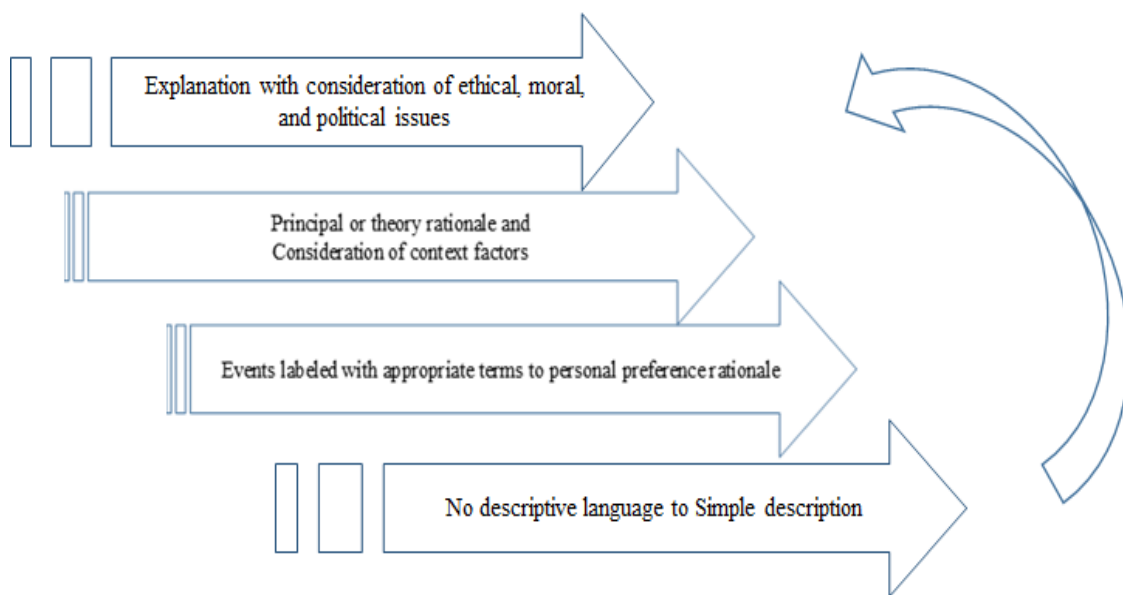 Explanation with consideration of ethical, moral,
and political issues
Principal or theory rationale and
Consideration of context factors
Events labeled with appropriate terms to personal preference rationale
No descriptive language to Simple description